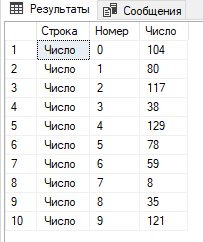 Результаты Сообщения
Строка Номер Число
1 Число 0 104
2 Число 1 80
3 Число 2 117
4 Число 3 38
5 Число 4 129
6 Число 5 78
7 Число 6 59
8 Число 7 8
9 Число 8 35
10 Число 9 121